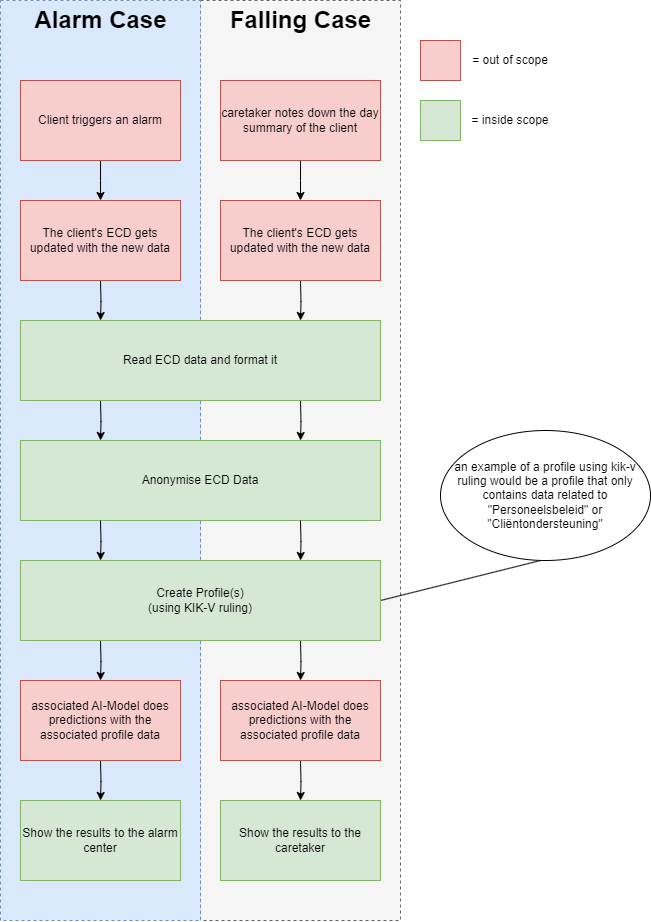 Alarm Case
Falling Case
= out of scope
= inside scope
Client triggers an alarm
caretaker notes down the day
summary of the client
The client's ECD gets
updated with the new data
The client's ECD gets
updated with the new data
Read ECD data and format it
Anonymise ECD Data
an example of a profile using kik-v
ruling would be a profile that only
contains data related to
"Personeelsbeleid" or
"Cliëntondersteuning"
Create Profile(s)
(using KIK-V ruling)
associated AI-Model does
predictions with the
associated profile data
associated AI-Model does
predictions with the
associated profile data
Show the results to the alarm
center
Show the results to the
caretaker